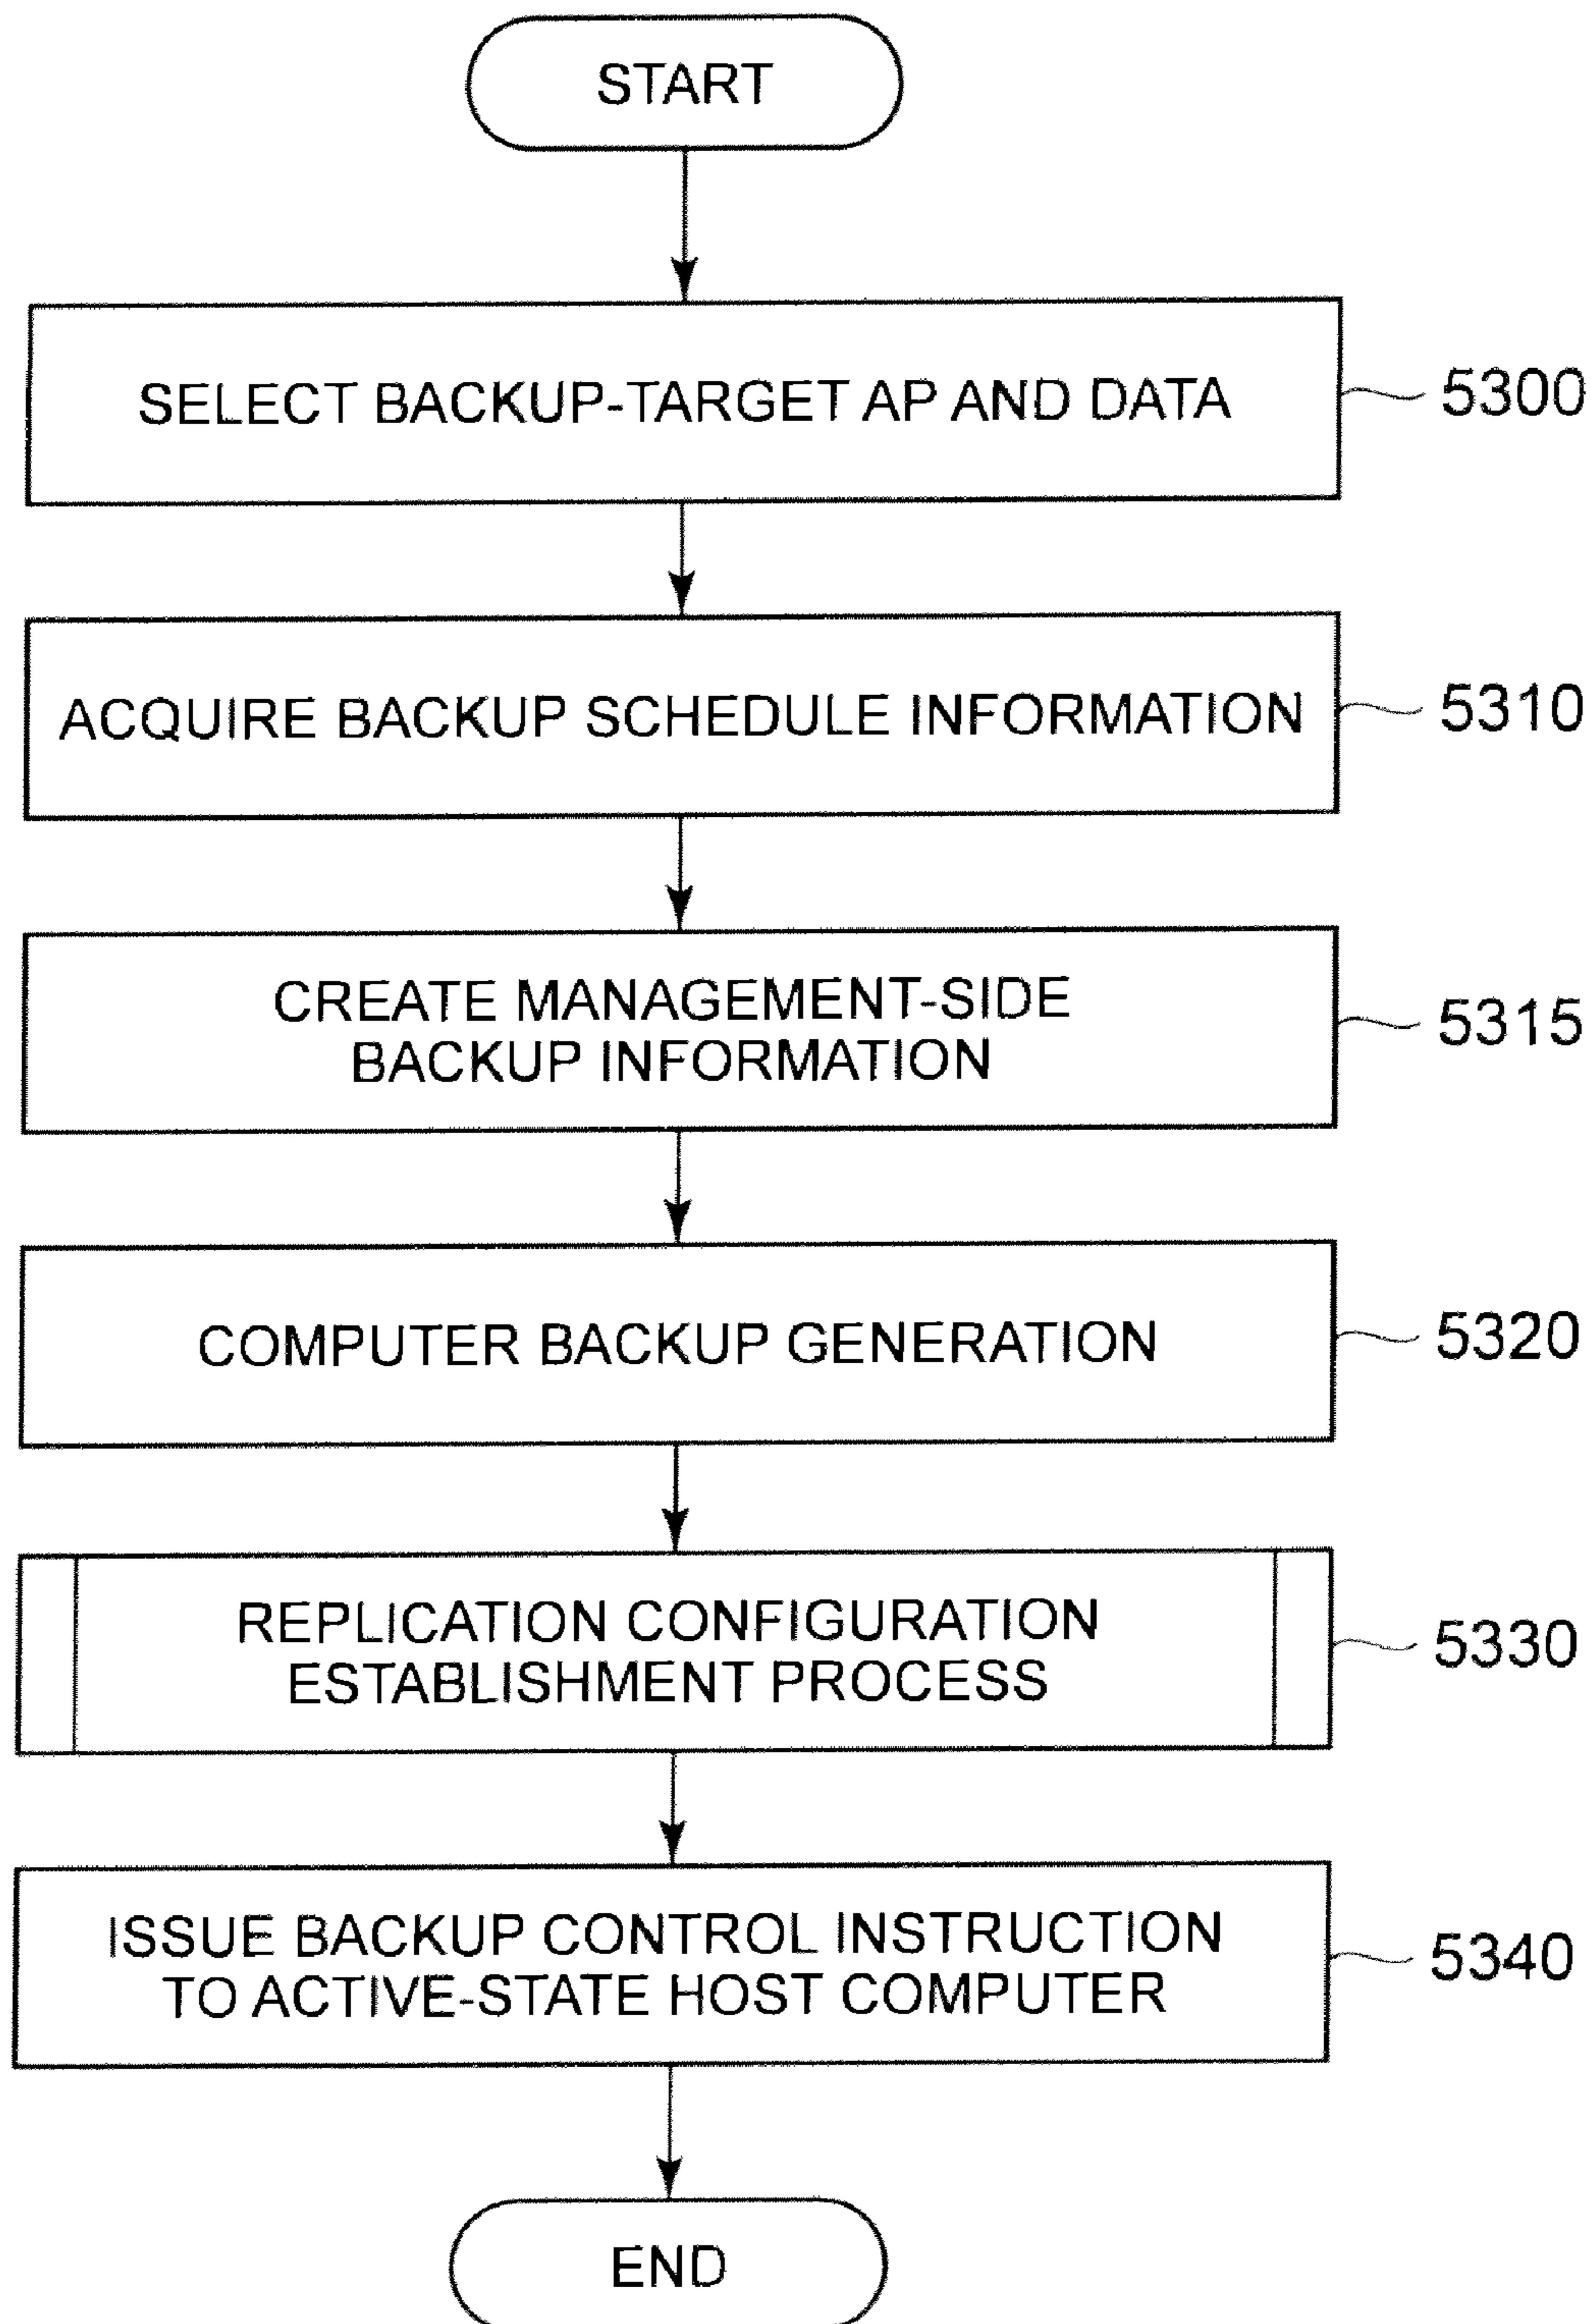 START
SELECT BACKUP-TARGET AP AND DATA
5300
ACQUIRE BACKUP SCHEDULE INFORMATION
5310
CREATE MANAGEMENT-SIDE
BACKUP INFORMATION
5315
COMPUTER BACKUP GENERATION
5320
REPLICATION CONFIGURATION
ESTABLISHMENT PROCESS
5330
ISSUE BACKUP CONTROL INSTRUCTION
TO ACTIVE-STATE HOST COMPUTER
5340
END